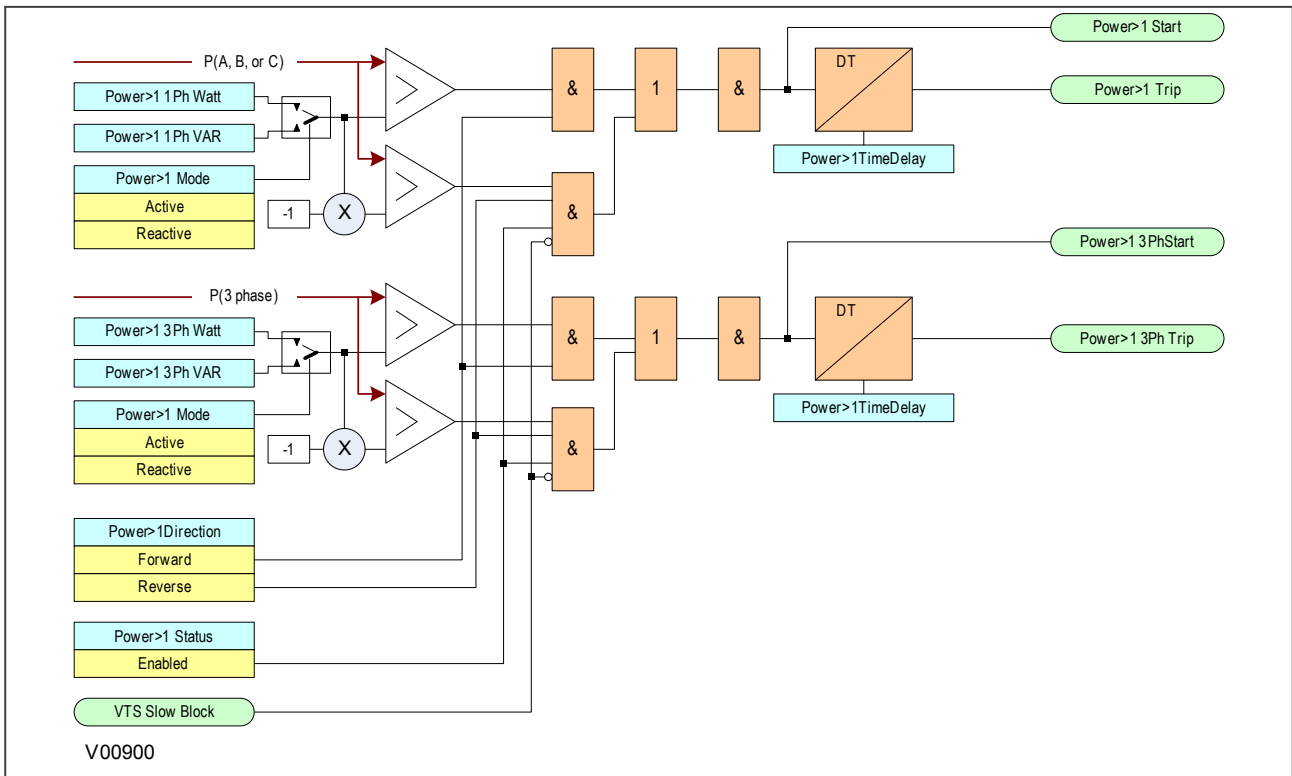 Power>1 Start
P(A, B, or C)
DT
Power>1 1Ph Watt
>
&
1
&
Power>1 Trip
Power>1 1Ph VAR
Power>1TimeDelay
Power>1 Mode
>
Active
-1
X
&
Reactive
Power>1 3PhStart
P(3 phase)
DT
Power>1 3Ph Watt
>
&
1
&
Power>1 3Ph Trip
Power>1 3Ph VAR
Power>1TimeDelay
Power>1 Mode
>
Active
-1
X
&
Reactive
Power>1Direction
Forward
Reverse
Power>1 Status
Enabled
VTS Slow Block
V00900